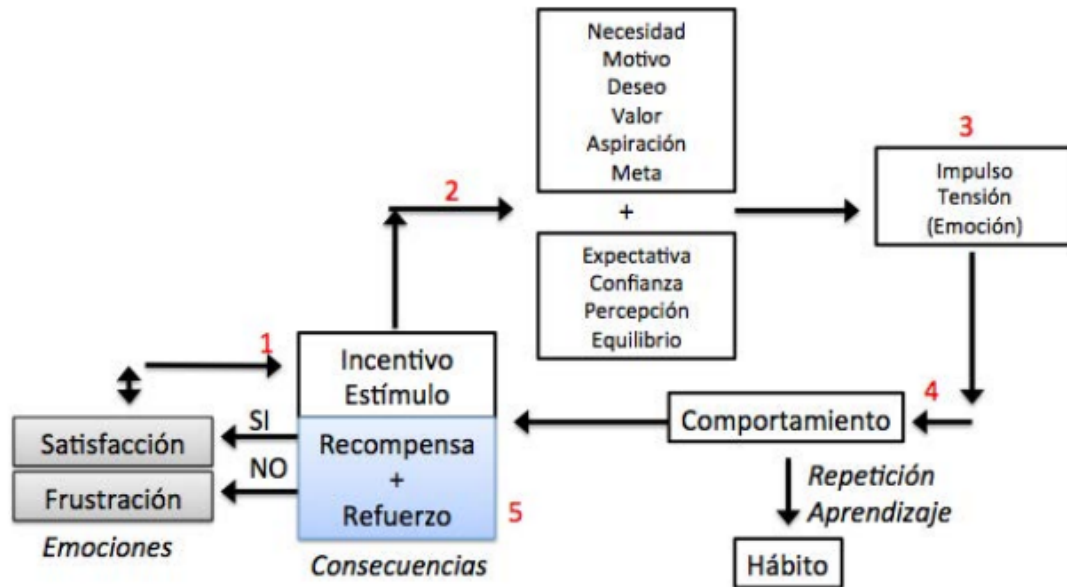 Necesidad
Motivo
Deseo
Valor
Aspiración
Meta
+
Expectativa
Confianza
Percepción
Equilibrio
2
3
Impulso
Tensión
(Emoción)
1
Incentivo
Estímulo
SI
NO
Recompensa
+
Refuerzo
5
Consecuencias
Satisfacción
Frustración
Emociones
4
Comportamiento
Repetición
Aprendizaje
Hábito